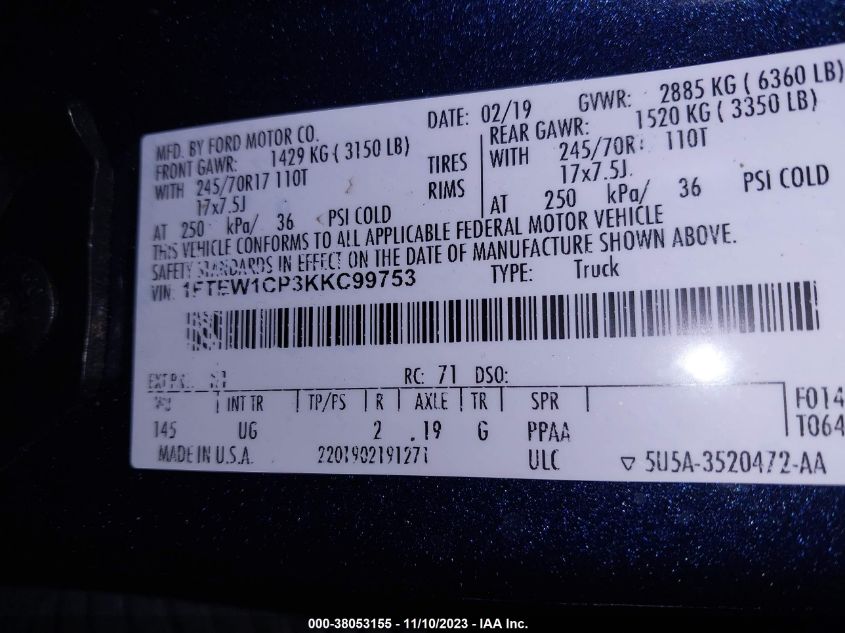 MFD. BY FORD MOTOR CO.
DATE: 02/19 GVWR: 2885 KG ( 6360 LB)
FRONT GAWR: 1429 KG ( 3150 LB)
REAR GAWR: 1520 KG ( 3350 LB)
WITH 245/70R17 110T TIRES WITH 245/70R 110T
17x7.5J RIMS 17x7.5J
AT 250 kPa/ 36 PSI COLD AT 250 kPa/ 36 PSI COLD
THIS VEHICLE CONFORMS TO ALL APPLICABLE FEDERAL MOTOR VEHICLE
SAFETY STANDARDS IN EFFECT ON THE DATE OF MANUFACTURE SHOWN ABOVE.
VIN: 1FTEW1CP3KKC99753 TYPE: Truck
RC: 71 DSO:
INT TR TP/PS R AXLE TR SPR F014
145 UG 2 .19 G PPAA T064
MADE IN U.S.A. 2201902191271 ULC ▽ 5U5A-3520472-AA
000-38053155 - 11/10/2023 - IAA Inc.